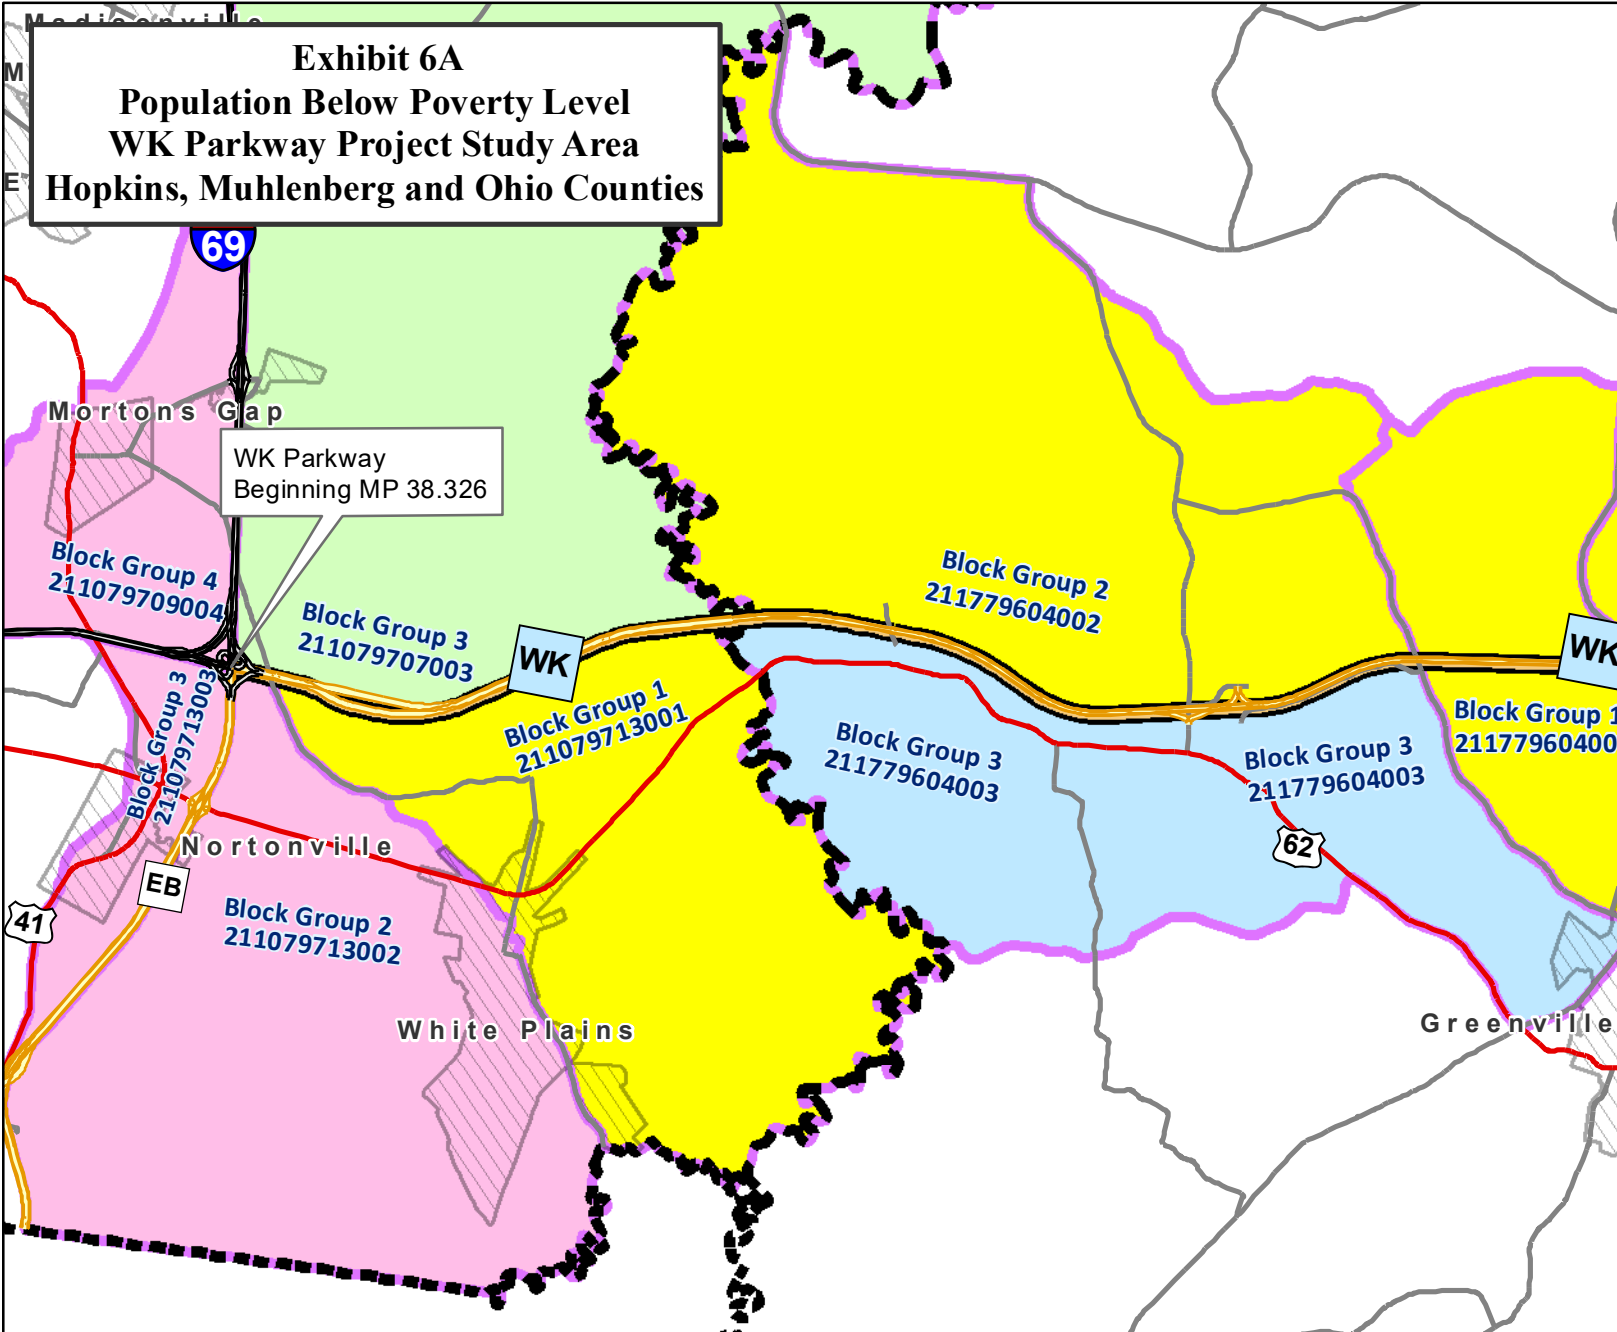 Madisonville
Exhibit 6A
Population Below Poverty Level
WK Parkway Project Study Area
Hopkins, Muhlenberg and Ohio Counties
M
E
69
Mortons Gap
WK Parkway
Beginning MP 38.326
Block Group 4
211079709004
Block Group 3
211079707003
WK
Block Group 2
211779604002
WK
Block Group 3
211079713003
Block Group 1
211079713001
Block Group 3
211779604003
Block Group 3
211779604003
Block Group 1
21177960400
62
Nortonville
EB
41
Block Group 2
211079713002
White Plains
Greenville